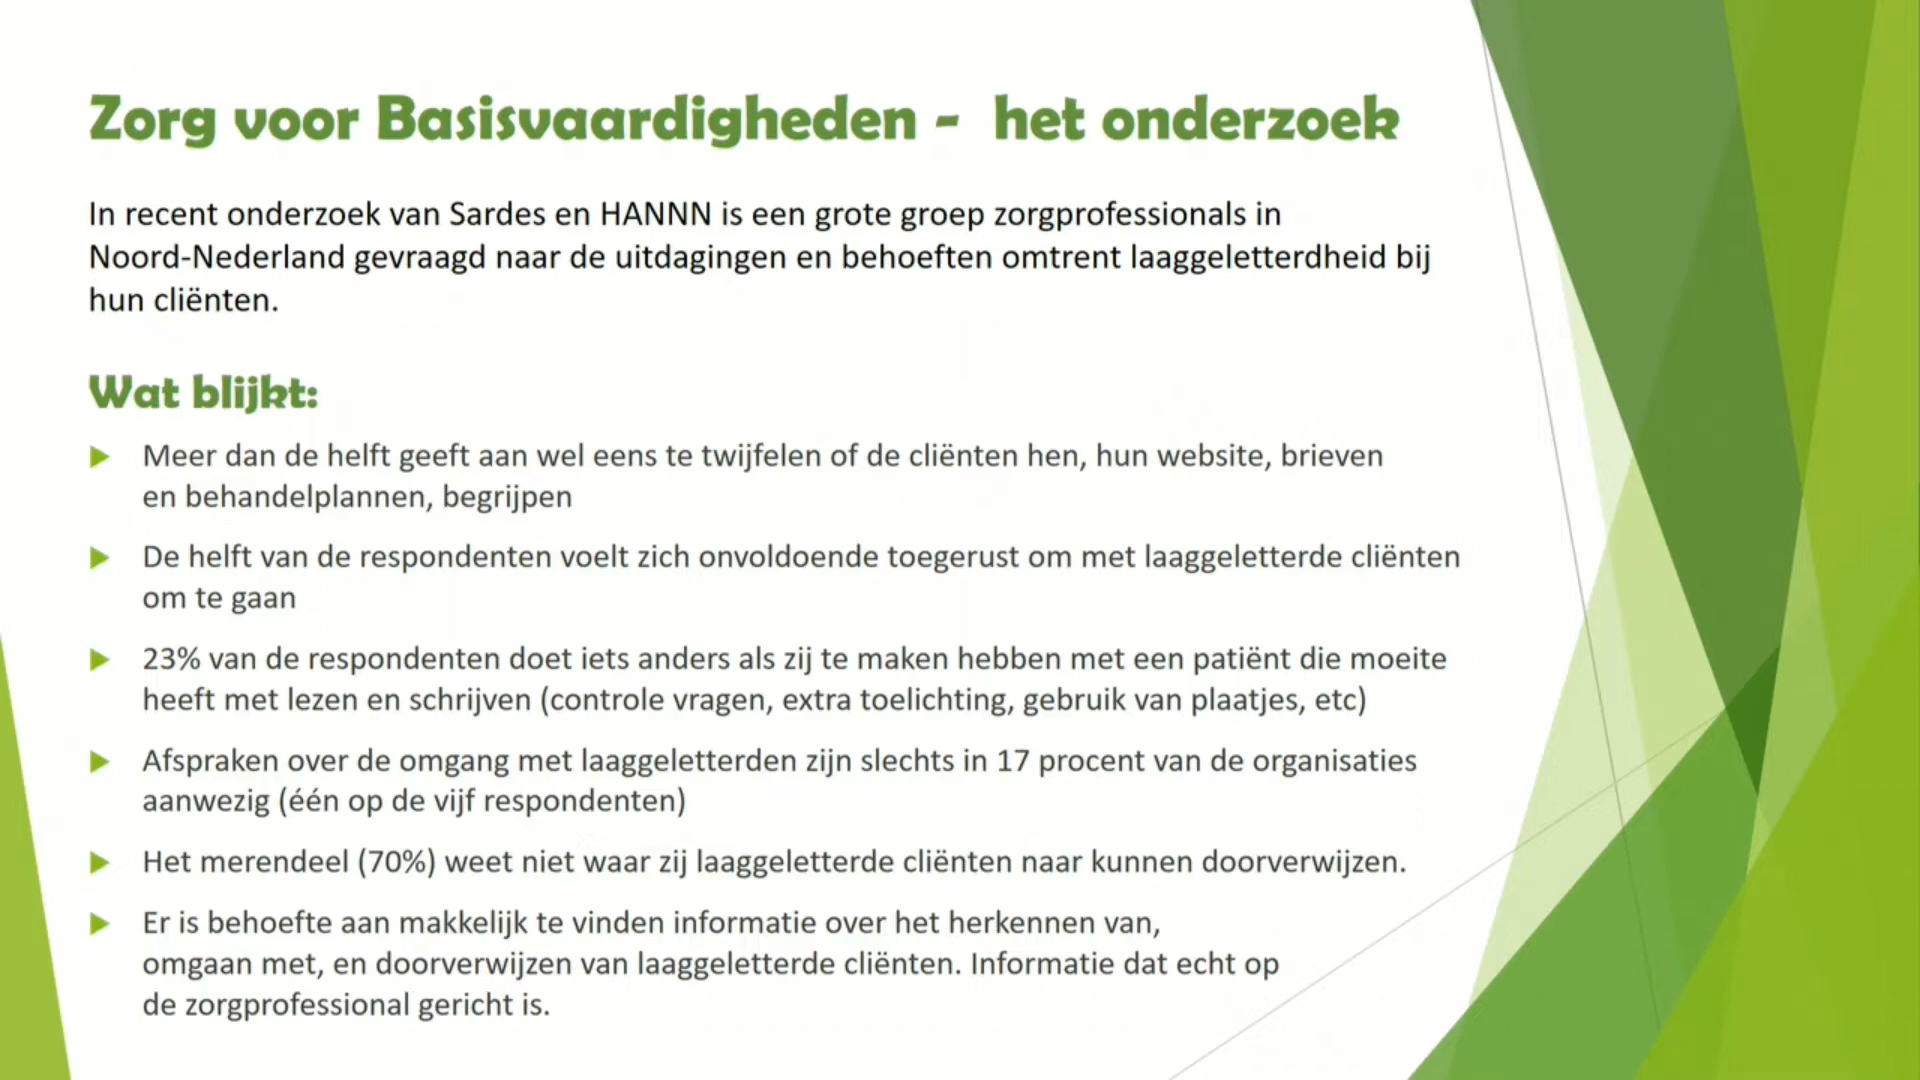 Zorg voor Basisvaardigheden - het onderzoek
In recent onderzoek van Sardes en HANNN is een grote groep zorgprofessionals in
Noord-Nederland gevraagd naar de uitdagingen en behoeften omtrent laaggeletterdheid bij
hun cliënten.
Wat blijkt:
Meer dan de helft geeft aan wel eens te twijfelen of de cliënten hen, hun website, brieven
en behandelplannen, begrijpen
De helft van de respondenten voelt zich onvoldoende toegerust om met laaggeletterde cliënten
om te gaan
23% van de respondenten doet iets anders als zij te maken hebben met een patiënt die moeite
heeft met lezen en schrijven (controle vragen, extra toelichting, gebruik van plaatjes, etc)
Afspraken over de omgang met laaggeletterden zijn slechts in 17 procent van de organisaties
aanwezig (één op de vijf respondenten)
Het merendeel (70%) weet niet waar zij laaggeletterde cliënten naar kunnen doorverwijzen.
Er is behoefte aan makkelijk te vinden informatie over het herkennen van,
omgaan met, en doorverwijzen van laaggeletterde cliënten. Informatie dat echt op
de zorgprofessional gericht is.